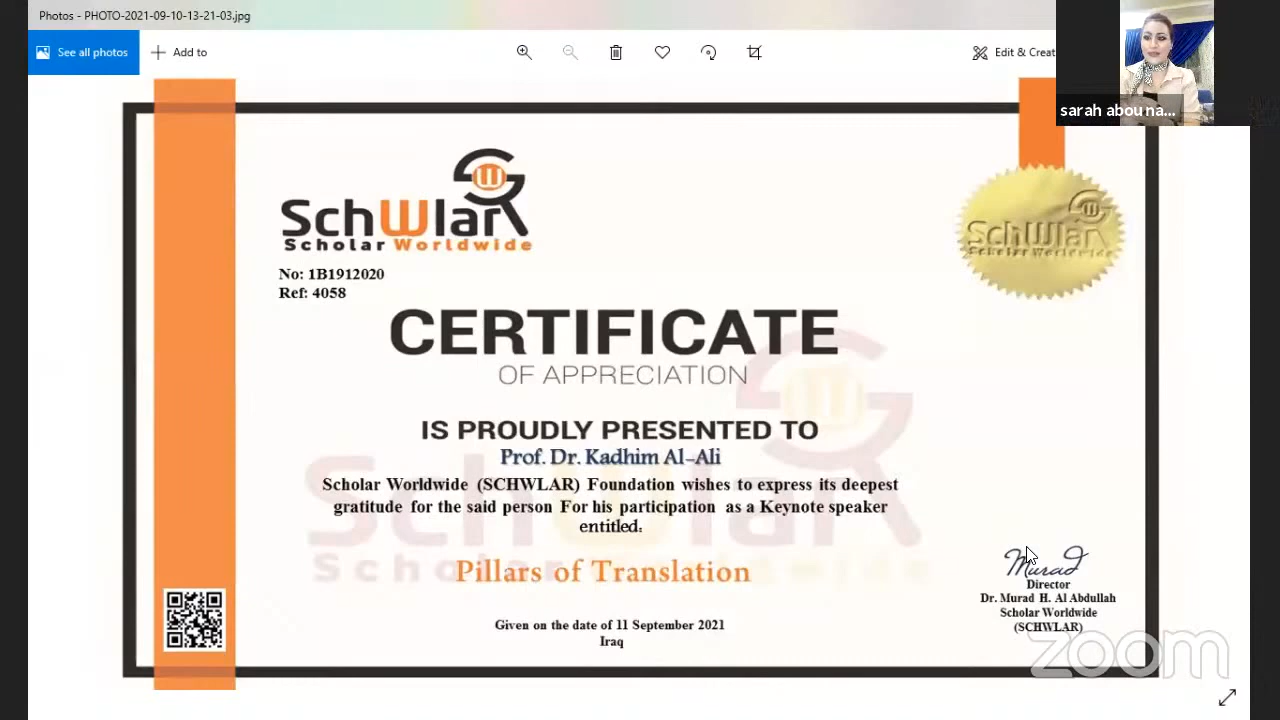 Photos - PHOTO-2021-09-10-13-21-03.jpg
See all photos
Add to
Edit & Creat
sarah abou na...
SchWlar
Scholar Worldwide
No: 1B1912020
Ref: 4058
SchWlar
Scholar Worldwide
CERTIFICATE
OF APPRECIATION
IS PROUDLY PRESENTED TO
Prof. Dr. Kadhim Al-Ali
Scholar Worldwide (SCHWLAR) Foundation wishes to express its deepest
gratitude for the said person For his participation as a Keynote speaker
entitled:
Pillars of Translation
Given on the date of 11 September 2021
Iraq
Murad
Director
Dr. Murad H. Al Abdullah
Scholar Worldwide
(SCHWLAR)
zoom